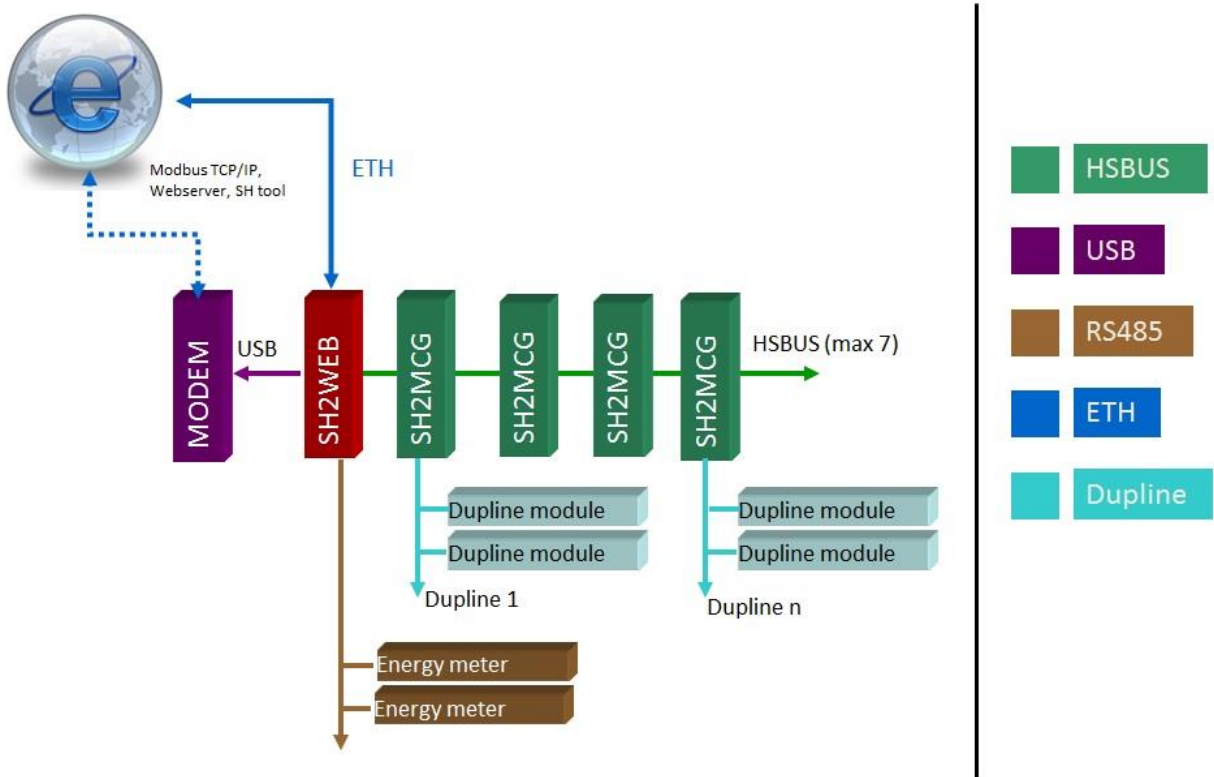 Modbus TCP/IP,
Webserver, SH tool
ETH
MODEM
USB
SH2WEB
SH2MCG
SH2MCG
SH2MCG
SH2MCG
HSBUS (max 7)
Dupline module
Dupline module
Dupline 1
Dupline module
Dupline module
Dupline n
Energy meter
Energy meter
HSBUS
USB
RS485
ETH
Dupline